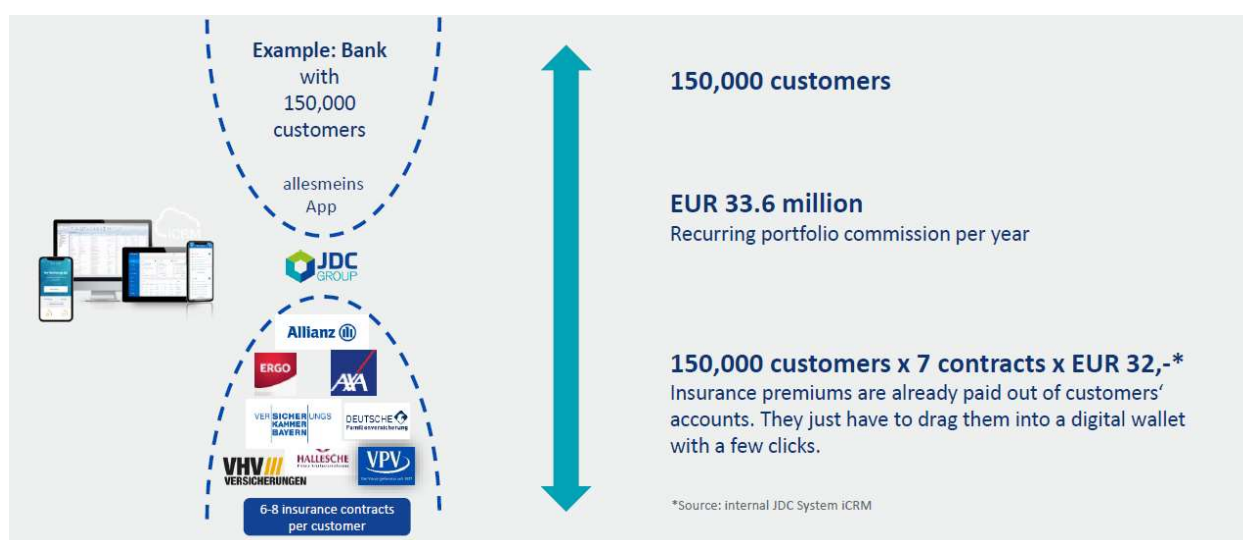 Example: Bank
with
150,000
customers
allesmeins
App
JDC
GROUP
Allianz
ERGO
AXA
VERSICHERUNGS
KAMMER
BAYERN
DEUTSCHE
Familienversicherung
VHV
VERSICHERUNGEN
HALLESCHE
VPV
6-8 insurance contracts
per customer
150,000 customers
EUR 33.6 million
Recurring portfolio commission per year
150,000 customers x 7 contracts x EUR 32,-*
Insurance premiums are already paid out of customers‘
accounts. They just have to drag them into a digital wallet
with a few clicks.
*Source: internal JDC System iCRM